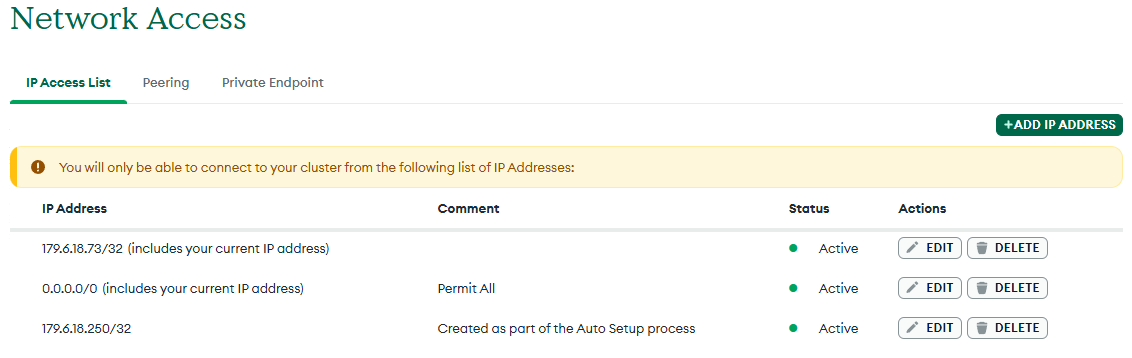 Network Access
IP Access List Peering Private Endpoint
+ADD IP ADDRESS
You will only be able to connect to your cluster from the following list of IP Addresses:
IP Address Comment Status Actions
179.6.18.73/32 (includes your current IP address) Active EDIT DELETE
0.0.0.0/0 (includes your current IP address) Permit All Active EDIT DELETE
179.6.18.250/32 Created as part of the Auto Setup process Active EDIT DELETE